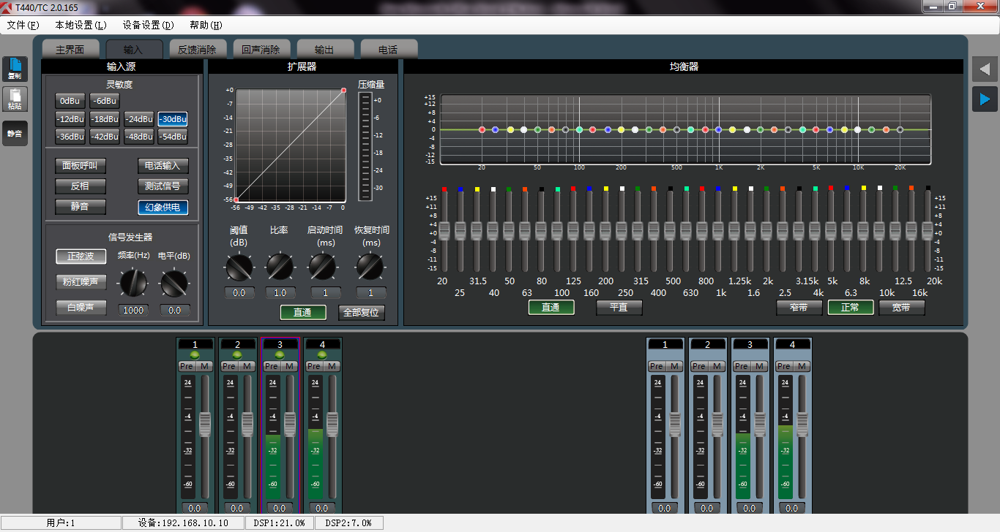 T440/TC 2.0.165
文件(F) 本地设置(L) 设备设置(D) 帮助(H)
主界面 输入 反馈消除 回声消除 输出 电话
复制
粘贴
静音
输入源
灵敏度
0dBu -6dBu
-12dBu -18dBu -24dBu -30dBu
-36dBu -42dBu -48dBu -54dBu
面板呼叫 电话输入
反相 测试信号
静音 幻象供电
信号发生器
正弦波 频率(Hz) 电平(dB)
粉红噪声
白噪声 1000 0.0
扩展器
压缩量
+0
-7
-14
-21
-28
-35
-42
-49
-56
-56 -49 -42 -35 -28 -21 -14 -7 0
+0
-6
-12
-18
-24
-30
阈值 比率 启动时间 恢复时间
(dB) (ms) (ms)
0.0 1.0 1 1
直通 全部复位
均衡器
+15
+12
+8
+4
0
-4
-8
-12
-15
20 50 100 200 500 1K 2K 5K 10K 20K
+15 +15
+11 +11
+8 +8
+4 +4
+0 +0
-4 -4
-8 -8
-11 -11
-15 -15
20 31.5 50 80 125 200 315 500 800 1.25k 2k 3.15k 5k 8k 12.5 20k
25 40 63 100 160 250 400 630 1k 1.6 2.5 4k 6.3 10k 16k
直通 平直 窄带 正常 宽带
1 2 3 4 1 2 3 4
Pre M Pre M Pre M Pre M Pre M Pre M Pre M Pre M
24 24 24 24 24 24 24 24
-4 -4 -4 -4 -4 -4 -4 -4
-32 -32 -32 -32 -32 -32 -32 -32
-60 -60 -60 -60 -60 -60 -60 -60
0.0 0.0 0.0 0.0 0.0 0.0 0.0 0.0
用户:1 设备:192.168.10.10 DSP1:21.0% DSP2:7.0%